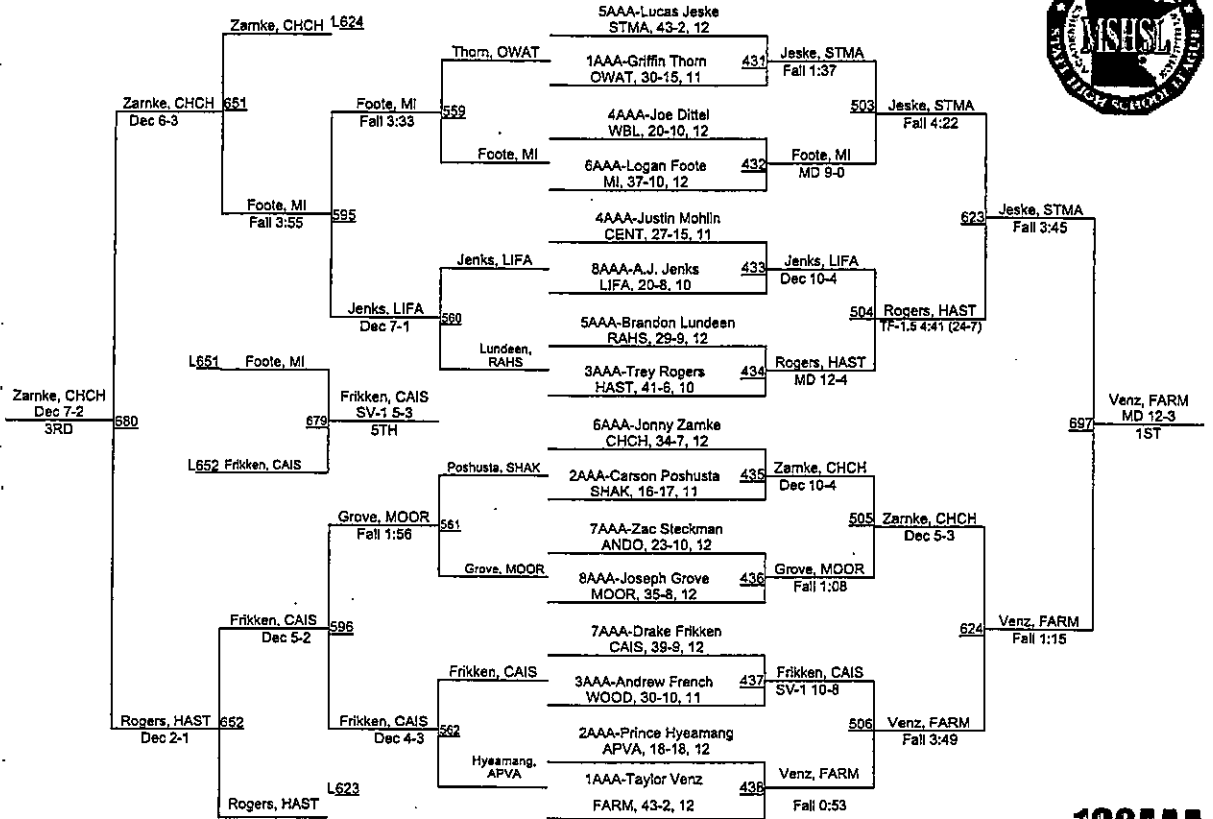 5AAA-Lucas Jeske
STMA, 43-2, 12
Zarnke, CHCH L624
Thorn, OWAT
1AAA-Griffin Thorn 431 Jeske, STMA
OWAT, 30-15, 11 Fall 1:37
Zarnke, CHCH 651 Foote, MI 559 503 Jeske, STMA
Dec 6-3 Fall 3:33 Fall 4:22
4AAA-Joe Dittel
WBL, 20-10, 12
Foote, MI 6AAA-Logan Foote 432 Foote, MI
MI, 37-10, 12 MD 9-0
Foote, MI 595 623 Jeske, STMA
Fall 3:55 Fall 3:45
4AAA-Justin Mohlin
CENT, 27-15, 11
Jenks, LIFA 8AAA-A.J. Jenks 433 Jenks, LIFA
LIFA, 20-8, 10 Dec 10-4
Jenks, LIFA 560 504 Rogers, HAST
Dec 7-1 TF-1.5 4:41 (24-7)
5AAA-Brandon Lundeen
RAHS, 29-9, 12
Lundeen,
RAHS
L651 Foote, MI 3AAA-Trey Rogers 434 Rogers, HAST
HAST, 41-6, 10 MD 12-4
Zarnke, CHCH
Dec 7-2 680
3RD
Frikken, CAIS
679 SV-1 5-3
5TH
Venz, FARM
697 MD 12-3
1ST
6AAA-Jonny Zarnke
CHCH, 34-7, 12
L652 Frikken, CAIS Poshusta, SHAK 2AAA-Carson Poshusta 435 Zarnke, CHCH
SHAK, 16-17, 11 Dec 10-4
Grove, MOOR 561 505 Zarnke, CHCH
Fall 1:56 Dec 5-3
7AAA-Zac Steckman
ANDO, 23-10, 12
Grove, MOOR 8AAA-Joseph Grove 436 Grove, MOOR
MOOR, 35-8, 12 Fall 1:08
Frikken, CAIS 596 624 Venz, FARM
Dec 5-2 Fall 1:15
7AAA-Drake Frikken
CAIS, 39-9, 12
Frikken, CAIS 3AAA-Andrew French 437 Frikken, CAIS
WOOD, 30-10, 11 SV-1 10-8
Rogers, HAST 652 Frikken, CAIS 562 506 Venz, FARM
Dec 2-1 Dec 4-3 Fall 3:49
2AAA-Prince Hyeamang
APVA, 18-18, 12
Hyeamang,
APVA
L623 1AAA-Taylor Venz 438 Venz, FARM
Rogers, HAST FARM, 43-2, 12 Fall 0:53
MSHSL
STATE HIGH SCHOOL LEAGUE